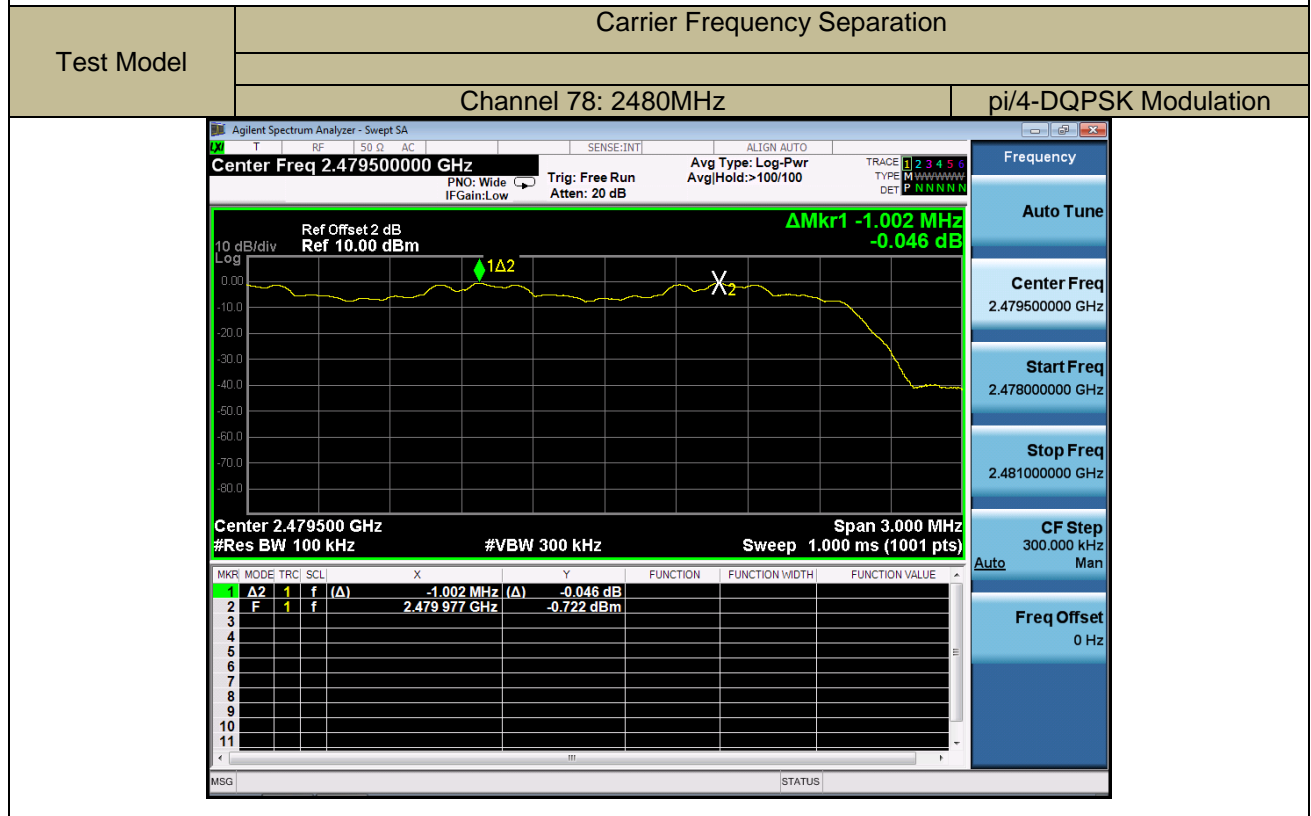 Test Model
Carrier Frequency Separation
Channel 78: 2480MHz
pi/4-DQPSK Modulation
Agilent Spectrum Analyzer - Swept SA
LXI T RF 50 Ω AC SENSE:INT ALIGN AUTO
Center Freq 2.479500000 GHz
PNO: Wide
IFGain:Low
Trig: Free Run
Atten: 20 dB
Avg Type: Log-Pwr
Avg|Hold:>100/100
TRACE 1 2 3 4 5 6
TYPE M WWWWW
DET P N N N N N
ΔMkr1 -1.002 MHz
-0.046 dB
Ref Offset 2 dB
10 dB/div Ref 10.00 dBm
Log
1Δ2
2
0.00
-10.0
-20.0
-30.0
-40.0
-50.0
-60.0
-70.0
-80.0
Center 2.479500 GHz Span 3.000 MHz
#Res BW 100 kHz #VBW 300 kHz Sweep 1.000 ms (1001 pts)
MKR MODE TRC SCL X Y FUNCTION FUNCTION WIDTH FUNCTION VALUE
1 Δ2 1 f (Δ) -1.002 MHz (Δ) -0.046 dB
2 F 1 f 2.479 977 GHz -0.722 dBm
3
4
5
6
7
8
9
10
11
MSG STATUS
Frequency
Auto Tune
Center Freq
2.479500000 GHz
Start Freq
2.478000000 GHz
Stop Freq
2.481000000 GHz
CF Step
300.000 kHz
Auto Man
Freq Offset
0 Hz